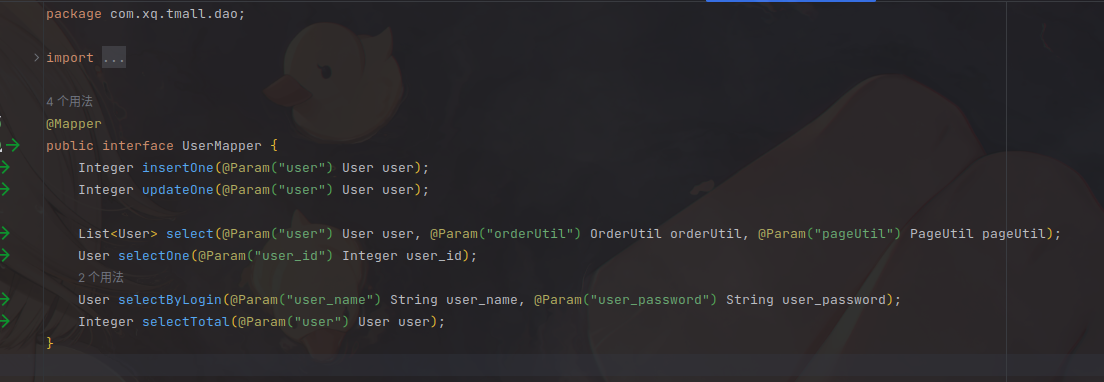 package com.xq.tmall.dao;
import ...
4 个用法
@Mapper
public interface UserMapper {
Integer insertOne(@Param("user") User user);
Integer updateOne(@Param("user") User user);
List<User> select(@Param("user") User user, @Param("orderUtil") OrderUtil orderUtil, @Param("pageUtil") PageUtil pageUtil);
User selectOne(@Param("user_id") Integer user_id);
2 个用法
User selectByLogin(@Param("user_name") String user_name, @Param("user_password") String user_password);
Integer selectTotal(@Param("user") User user);
}